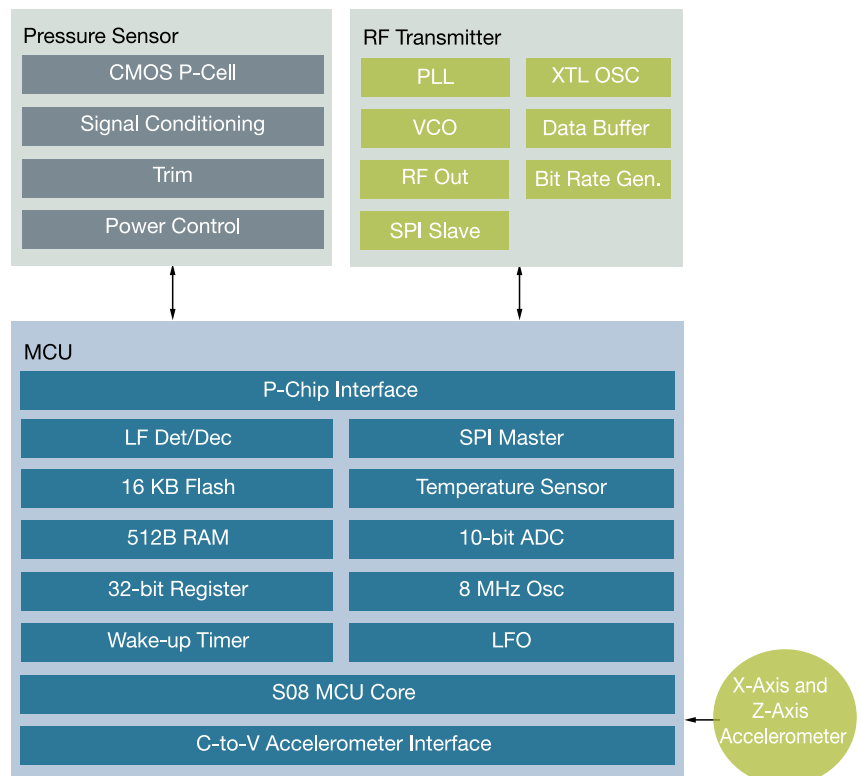 Pressure Sensor
CMOS P-Cell
Signal Conditioning
Trim
Power Control
RF Transmitter
PLL
XTL OSC
VCO
Data Buffer
RF Out
Bit Rate Gen.
SPI Slave
MCU
P-Chip Interface
LF Det/Dec
SPI Master
16 KB Flash
Temperature Sensor
512B RAM
10-bit ADC
32-bit Register
8 MHz Osc
Wake-up Timer
LFO
S08 MCU Core
C-to-V Accelerometer Interface
X-Axis and
Z-Axis
Accelerometer